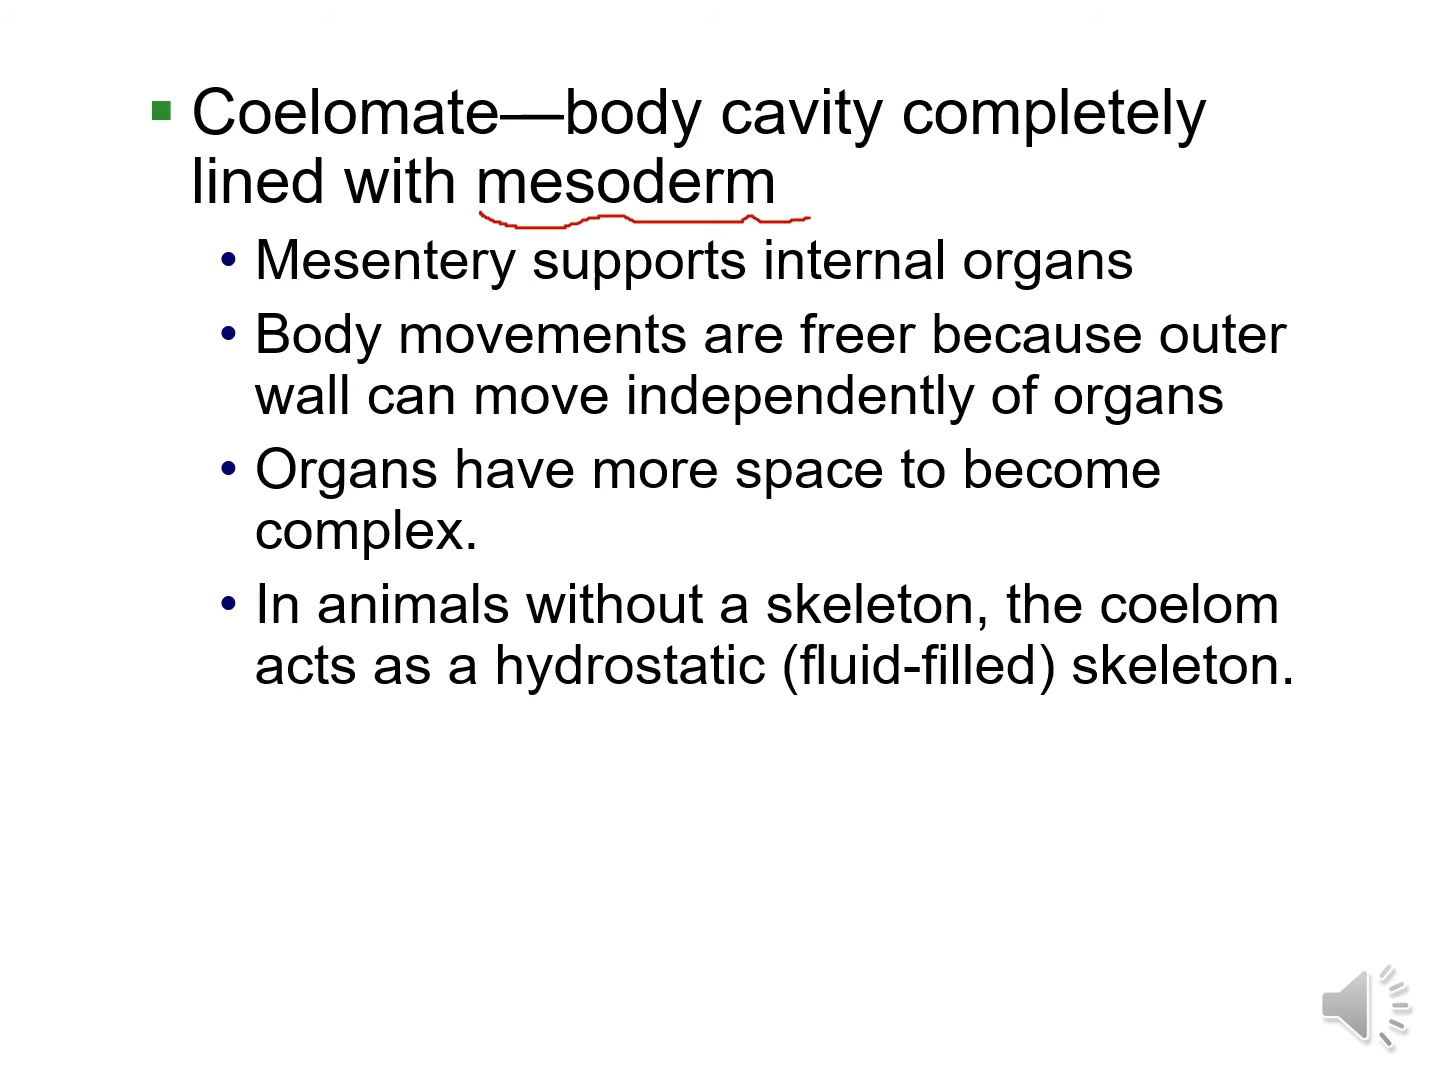 Coelomate—body cavity completely
lined with mesoderm
• Mesentery supports internal organs
• Body movements are freer because outer
wall can move independently of organs
• Organs have more space to become
complex.
• In animals without a skeleton, the coelom
acts as a hydrostatic (fluid-filled) skeleton.